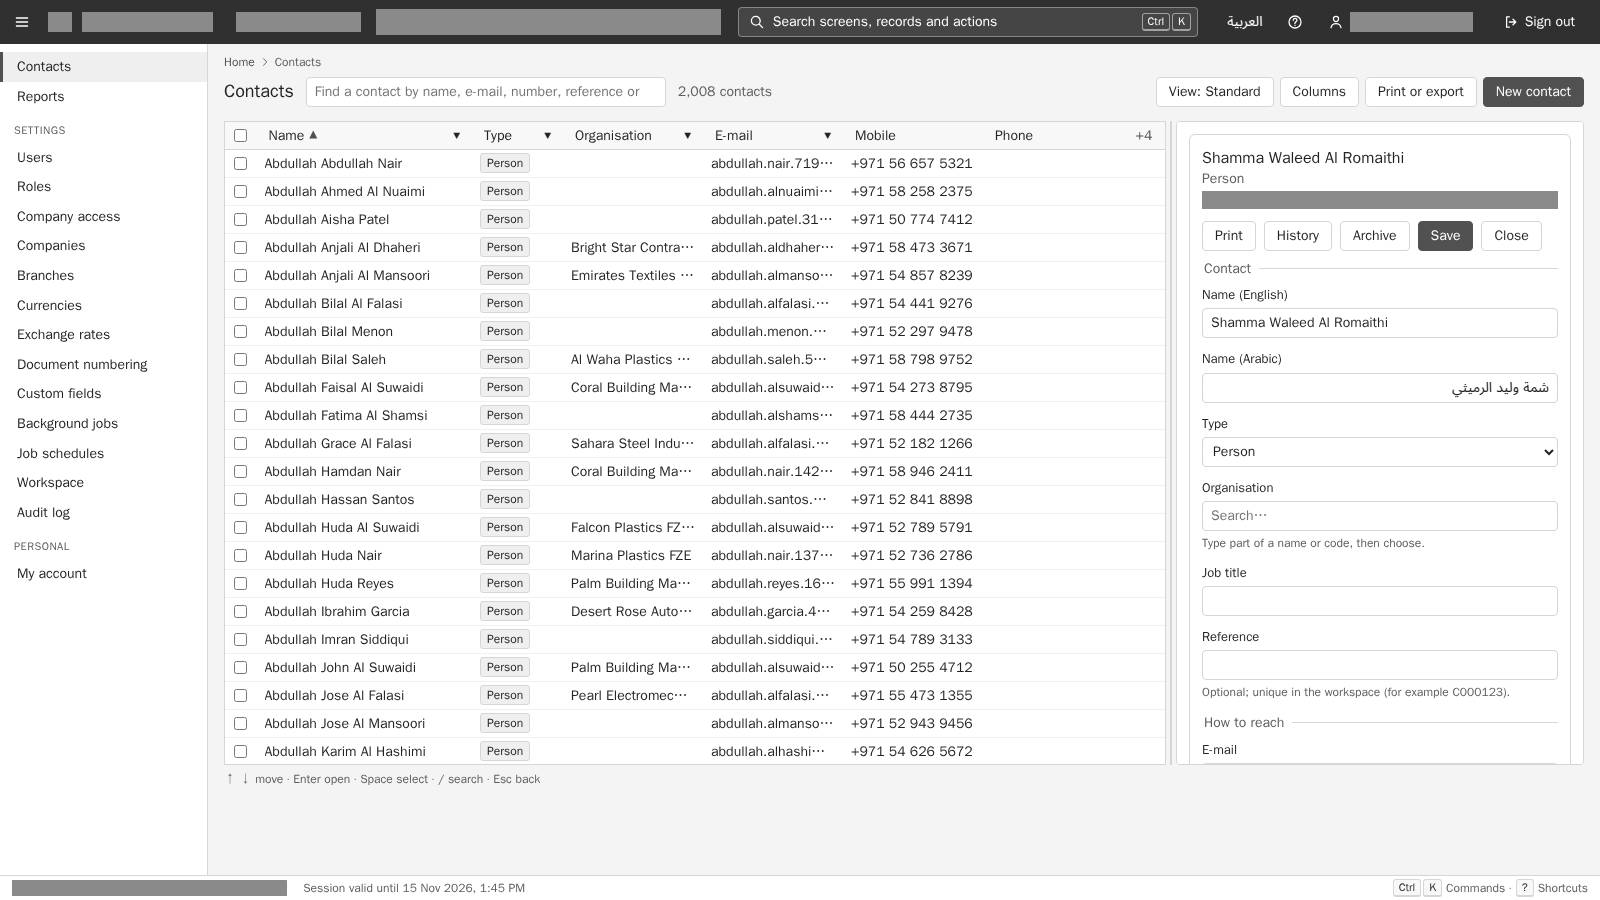 Search screens, records and actions Ctrl K
العربية
Sign out
Contacts
Reports
SETTINGS
Users
Roles
Company access
Companies
Branches
Currencies
Exchange rates
Document numbering
Custom fields
Background jobs
Job schedules
Workspace
Audit log
PERSONAL
My account
Home > Contacts
Contacts
Find a contact by name, e-mail, number, reference or
2,008 contacts
View: Standard
Columns
Print or export
New contact
Name ▲ ▼ Type ▼ Organisation ▼ E-mail ▼ Mobile Phone +4
Abdullah Abdullah Nair Person abdullah.nair.719··· +971 56 657 5321
Abdullah Ahmed Al Nuaimi Person abdullah.alnuaimi··· +971 58 258 2375
Abdullah Aisha Patel Person abdullah.patel.31··· +971 50 774 7412
Abdullah Anjali Al Dhaheri Person Bright Star Contra··· abdullah.aldhaher··· +971 58 473 3671
Abdullah Anjali Al Mansoori Person Emirates Textiles ··· abdullah.almanso··· +971 54 857 8239
Abdullah Bilal Al Falasi Person abdullah.alfalasi.··· +971 54 441 9276
Abdullah Bilal Menon Person abdullah.menon.··· +971 52 297 9478
Abdullah Bilal Saleh Person Al Waha Plastics ··· abdullah.saleh.5··· +971 58 798 9752
Abdullah Faisal Al Suwaidi Person Coral Building Ma··· abdullah.alsuwaid··· +971 54 273 8795
Abdullah Fatima Al Shamsi Person abdullah.alshams··· +971 58 444 2735
Abdullah Grace Al Falasi Person Sahara Steel Indu··· abdullah.alfalasi.··· +971 52 182 1266
Abdullah Hamdan Nair Person Coral Building Ma··· abdullah.nair.142··· +971 58 946 2411
Abdullah Hassan Santos Person abdullah.santos.··· +971 52 841 8898
Abdullah Huda Al Suwaidi Person Falcon Plastics FZ··· abdullah.alsuwaid··· +971 52 789 5791
Abdullah Huda Nair Person Marina Plastics FZE abdullah.nair.137··· +971 52 736 2786
Abdullah Huda Reyes Person Palm Building Ma··· abdullah.reyes.16··· +971 55 991 1394
Abdullah Ibrahim Garcia Person Desert Rose Auto··· abdullah.garcia.4··· +971 54 259 8428
Abdullah Imran Siddiqui Person abdullah.siddiqui.··· +971 54 789 3133
Abdullah John Al Suwaidi Person Palm Building Ma··· abdullah.alsuwaid··· +971 50 255 4712
Abdullah Jose Al Falasi Person Pearl Electromec··· abdullah.alfalasi.··· +971 55 473 1355
Abdullah Jose Al Mansoori Person abdullah.almanso··· +971 52 943 9456
Abdullah Karim Al Hashimi Person abdullah.alhashi··· +971 54 626 5672
↑ ↓ move · Enter open · Space select · / search · Esc back
Shamma Waleed Al Romaithi
Person
Print History Archive Save Close
Contact
Name (English)
Shamma Waleed Al Romaithi
Name (Arabic)
شمة وليد الرميثي
Type
Person
Organisation
Search···
Type part of a name or code, then choose.
Job title
Reference
Optional; unique in the workspace (for example C000123).
How to reach
E-mail
Session valid until 15 Nov 2026, 1:45 PM
Ctrl K Commands · ? Shortcuts